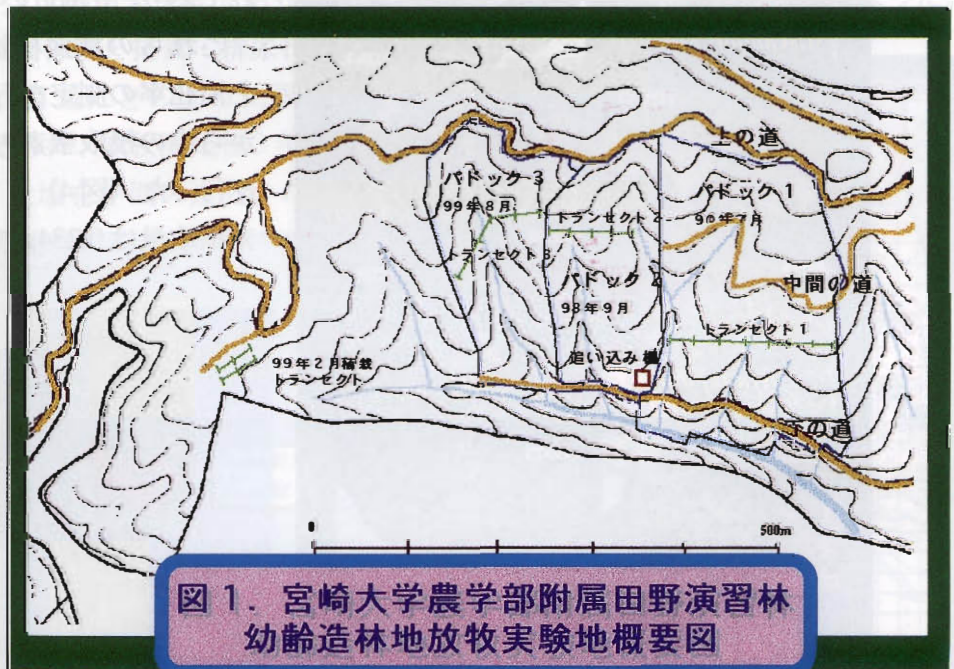 上の道
パドック 3
99年8月
パドック 1
トランセクト 2
トランセクト 3
中間の道
パドック 2
98年9月
トランセクト 1
追い込み柵
99年2月植栽
トランセクト
下の道
0
500m
図 1. 宮崎大学農学部附属田野演習林
幼齢造林地放牧実験地概要図